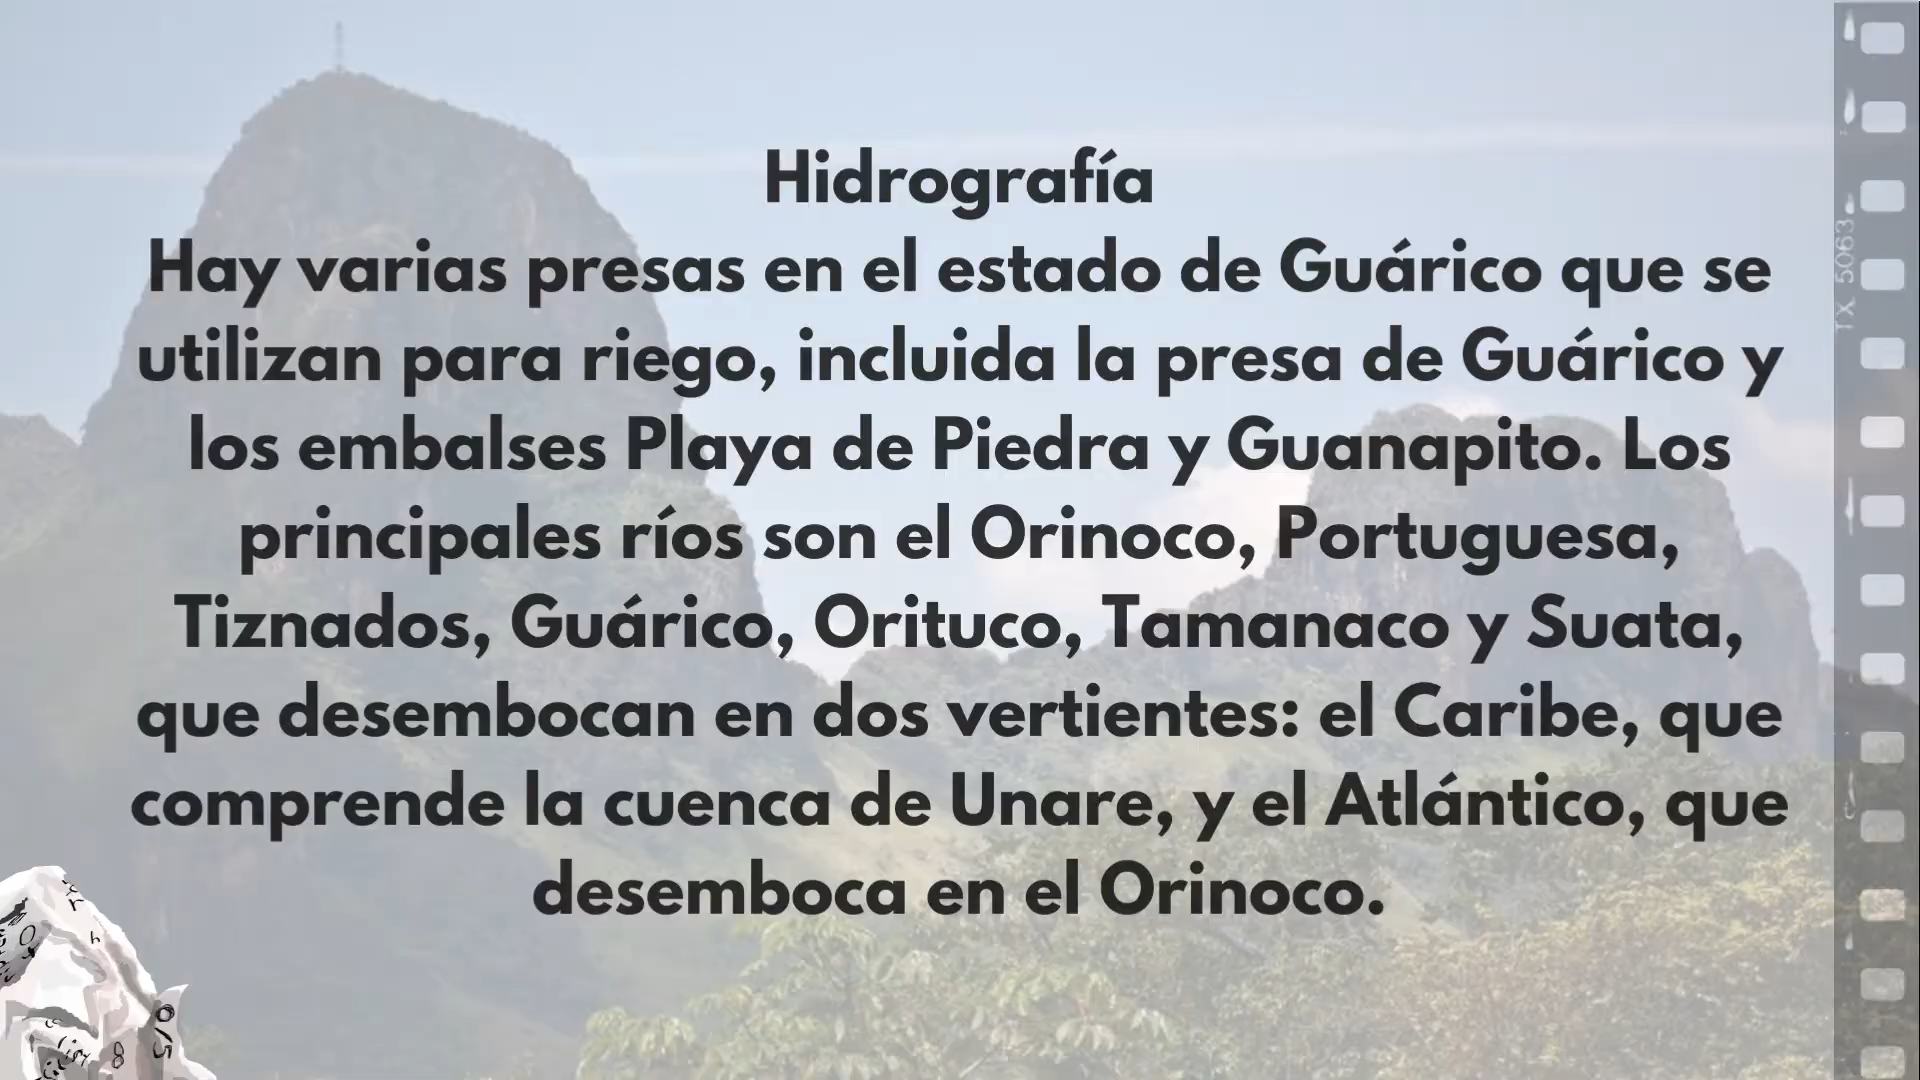 Hidrografía
Hay varias presas en el estado de Guárico que se
utilizan para riego, incluida la presa de Guárico y
los embalses Playa de Piedra y Guanapito. Los
principales ríos son el Orinoco, Portuguesa,
Tiznados, Guárico, Orituco, Tamanaco y Suata,
que desembocan en dos vertientes: el Caribe, que
comprende la cuenca de Unare, y el Atlántico, que
desemboca en el Orinoco.
TX 5063